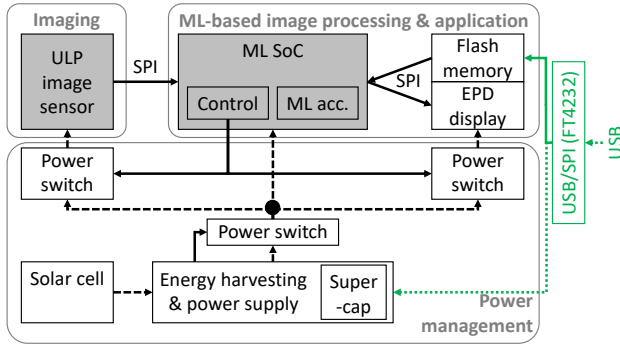 Imaging
ML-based image processing & application
ULP
image
sensor
SPI
ML SoC
Control
ML acc.
SPI
Flash
memory
EPD
display
USB/SPI (FT4232)
USB
Power
switch
Power
switch
Power switch
Solar cell
Energy harvesting
& power supply
Super
-cap
Power
management